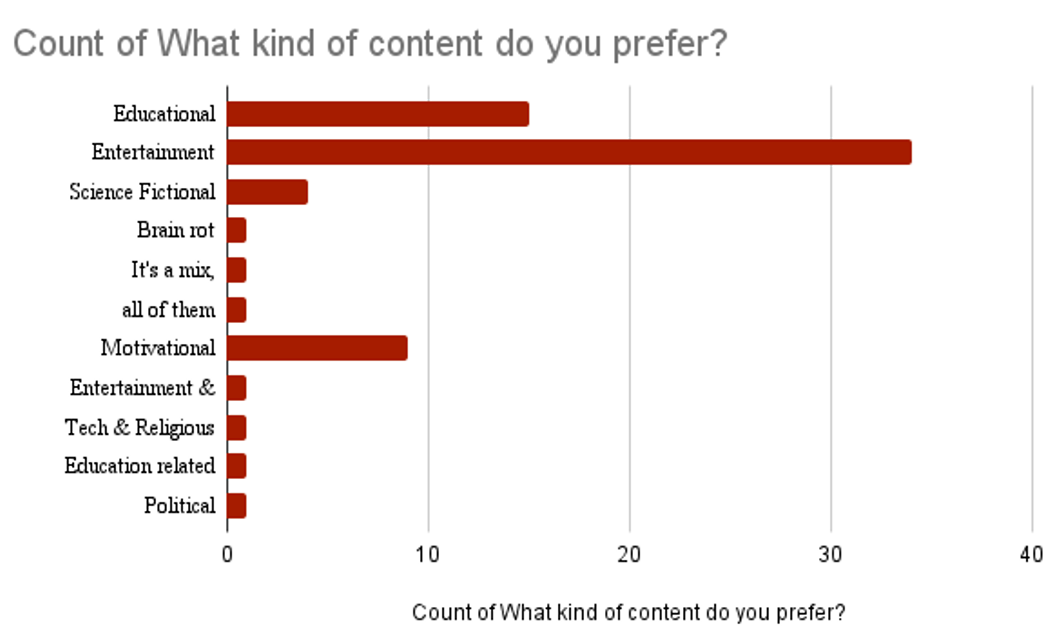 Count of What kind of content do you prefer?
Educational
Entertainment
Science Fictional
Brain rot
It's a mix,
all of them
Motivational
Entertainment &
Tech & Religious
Education related
Political
0 10 20 30 40
Count of What kind of content do you prefer?